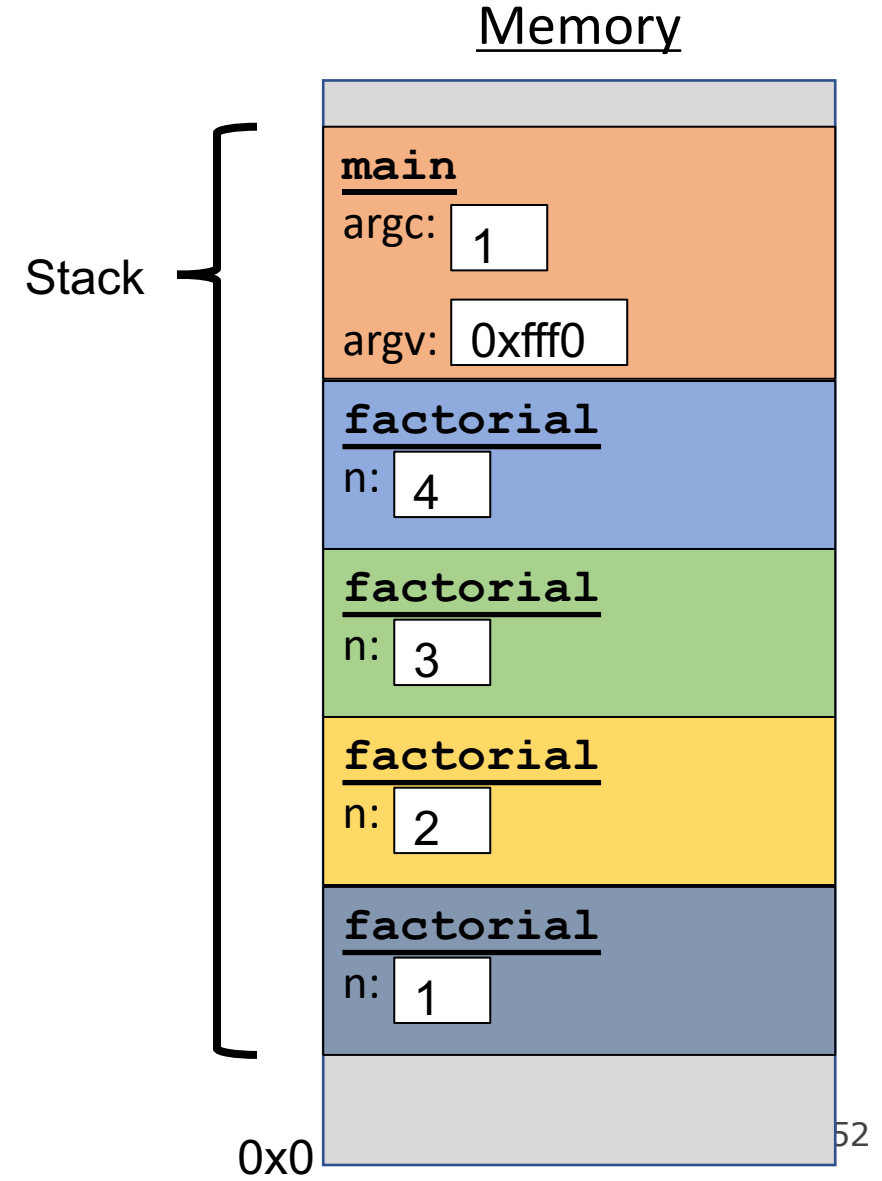 Memory
main
argc: 1
Stack
argv: 0xfff0
factorial
n: 4
factorial
n: 3
factorial
n: 2
factorial
n: 1
52
0x0